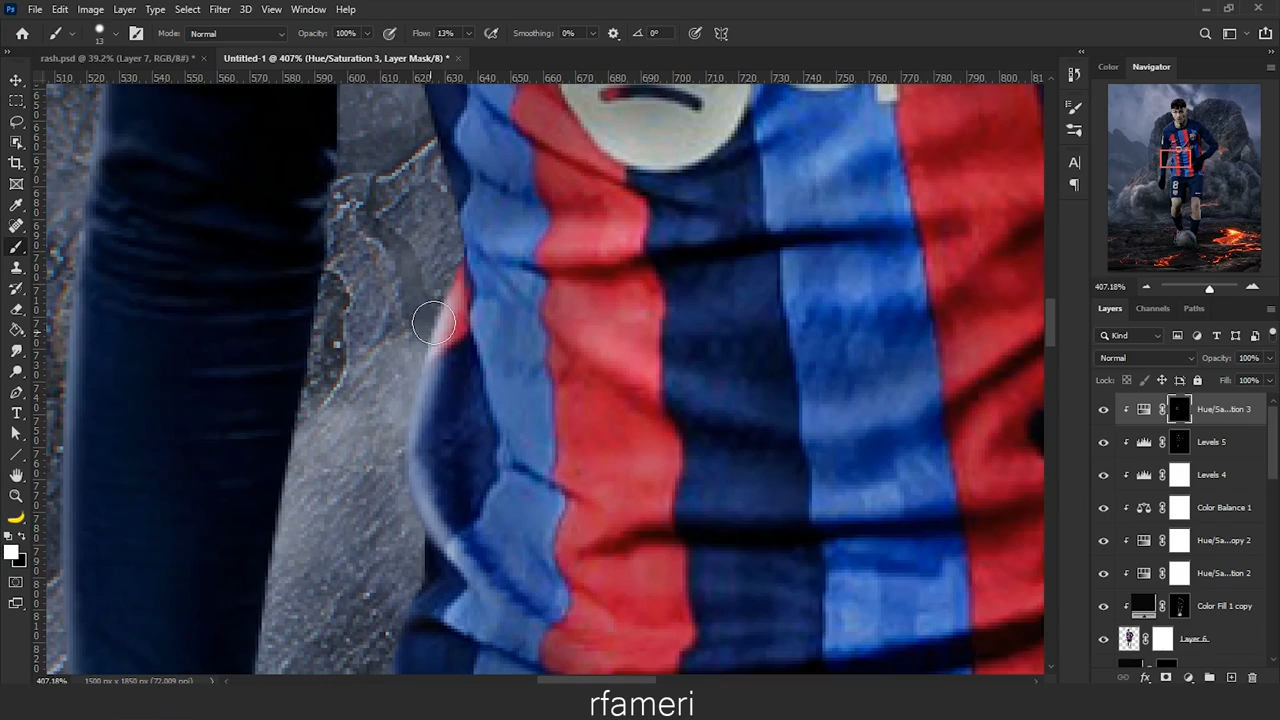 File Edit Image Layer Type Select Filter 3D View Window Help
13 Mode: Normal Opacity: 100% Flow: 13% Smoothing: 0% 0°
rash.psd @ 39.2% (Layer 7, RGB/8#) * × Untitled-1 @ 407% (Hue/Saturation 3, Layer Mask/8) * ×
510 520 530 540 550 560 570 580 590 600 610 620 630 640 650 660 670 680 690 700 710 720 730 740 750 760 770 780 790 800 81
Color Navigator
407.18%
Layers Channels Paths
Kind
Normal Opacity: 100%
Lock: Fill: 100%
Hue/Sa...tion 3
Levels 5
Levels 4
Color Balance 1
Hue/Sa...opy 2
Hue/Sa...tion 2
Color Fill 1 copy
Layer 6
407.18% 1500 px x 1850 px (72.009 ppi)
rfameri